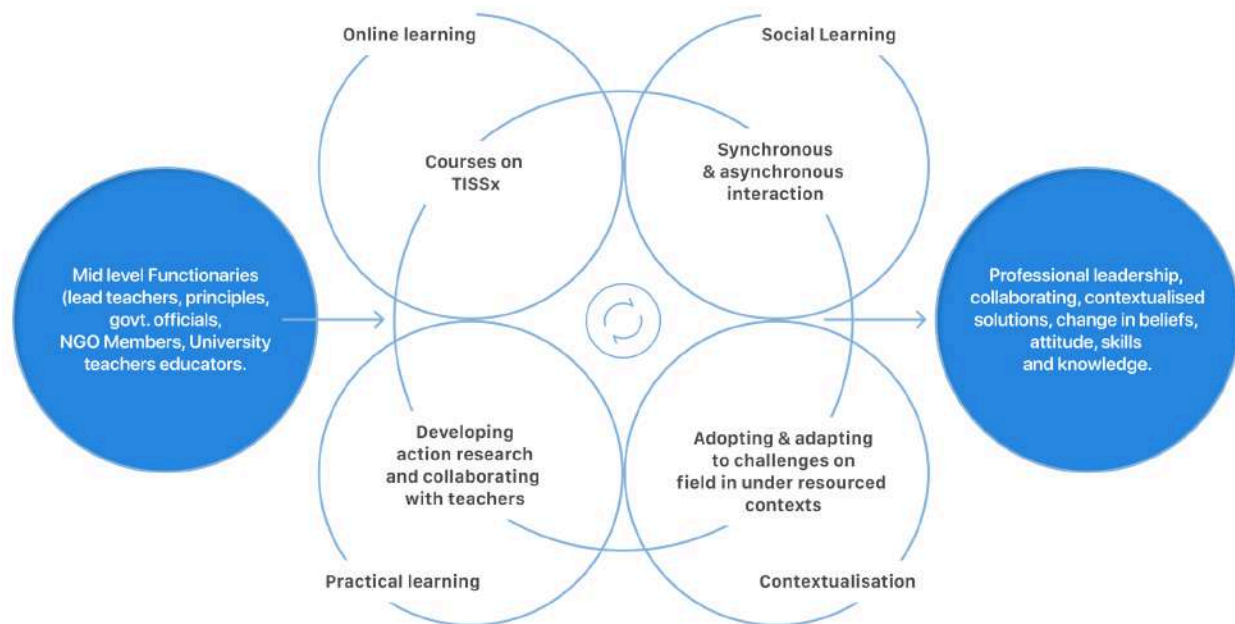 Online learning
Social Learning
Courses on
TISSx
Synchronous
& asynchronous
interaction
Mid level Functionaries
(lead teachers, principles,
govt. officials,
NGO Members, University
teachers educators.
Professional leadership,
collaborating, contextualised
solutions, change in beliefs,
attitude, skills
and knowledge.
Developing
action research
and collaborating
with teachers
Adopting & adapting
to challenges on
field in under resourced
contexts
Practical learning
Contextualisation